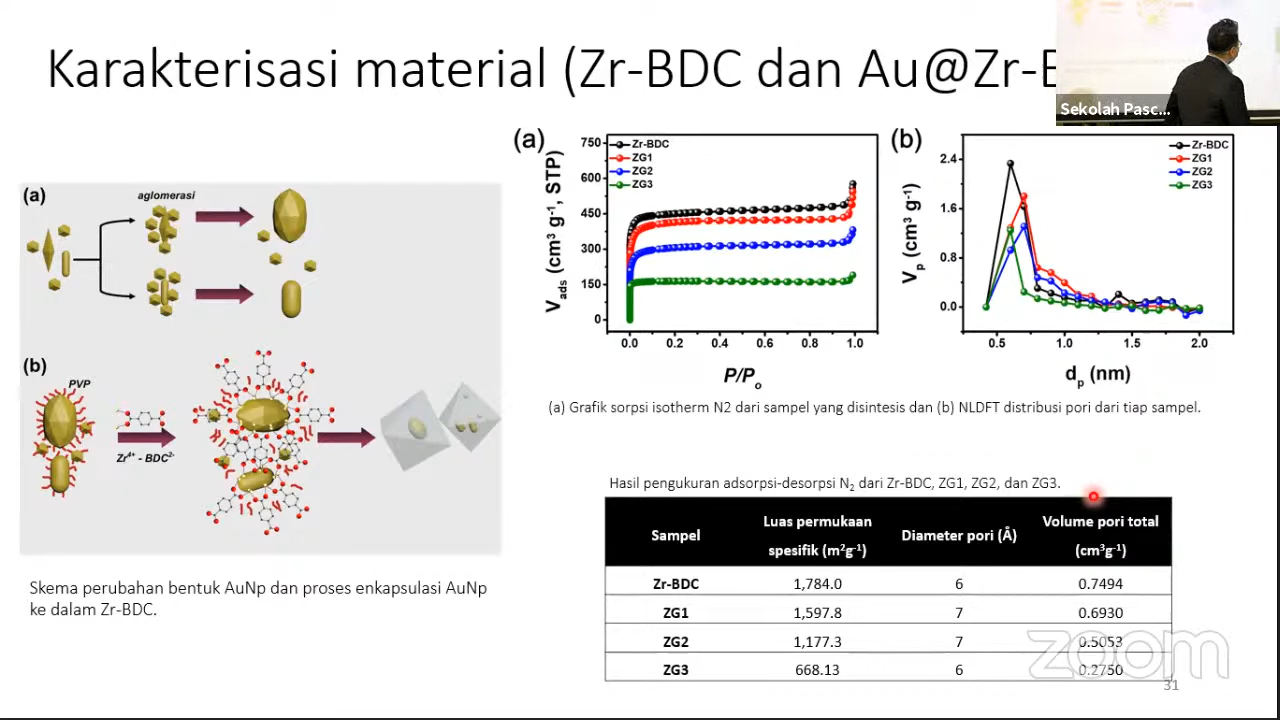 Karakterisasi material (Zr-BDC dan Au@Zr-B
Sekolah Pasc...
(a)
aglomerasi
(b)
PVP
Zr⁴⁺ - BDC²⁻
Skema perubahan bentuk AuNp dan proses enkapsulasi AuNp
ke dalam Zr-BDC.
(a)
Vads (cm³ g⁻¹, STP)
750
600
450
300
150
0
Zr-BDC
ZG1
ZG2
ZG3
0.0 0.2 0.4 0.6 0.8 1.0
P/Po
(b)
Vp (cm³ g⁻¹)
2.4
1.6
0.8
0.0
Zr-BDC
ZG1
ZG2
ZG3
0.5 1.0 1.5 2.0
dp (nm)
(a) Grafik sorpsi isotherm N2 dari sampel yang disintesis dan (b) NLDFT distribusi pori dari tiap sampel.
Hasil pengukuran adsorpsi-desorpsi N₂ dari Zr-BDC, ZG1, ZG2, dan ZG3.
Sampel Luas permukaan spesifik (m²g⁻¹) Diameter pori (Å) Volume pori total (cm³g⁻¹)
Zr-BDC 1,784.0 6 0.7494
ZG1 1,597.8 7 0.6930
ZG2 1,177.3 7 0.5053
ZG3 668.13 6 0.2750
zoom
31